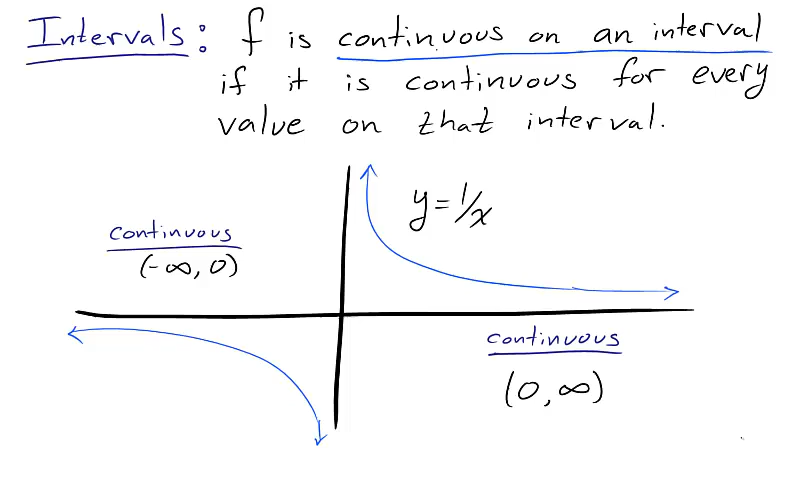 Intervals: f is continuous on an interval
if it is continuous for every
value on that interval.
y=1/x
continuous
(-∞, 0)
continuous
(0, ∞)